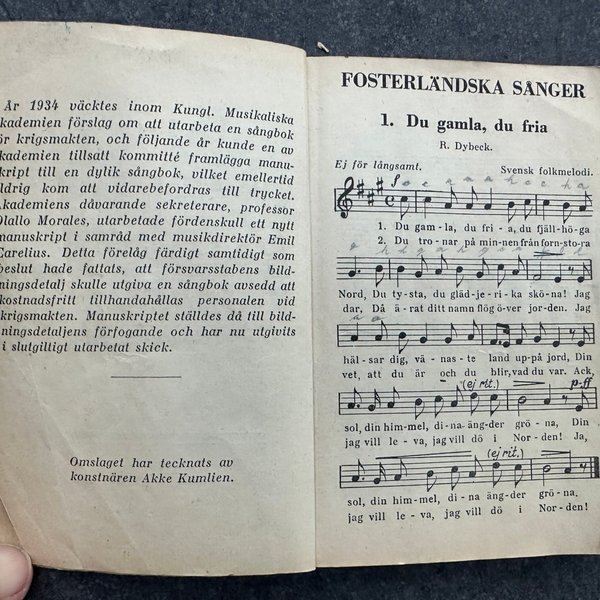 År 1934 väcktes inom Kungl. Musikaliska
akademien förslag om att utarbeta en sångbok
för krigsmakten, och följande år kunde en av
akademien tillsatt kommitté framlägga manu-
skript till en dylik sångbok, vilket emellertid
aldrig kom att vidarebefordras till trycket.
Akademiens dåvarande sekreterare, professor
Olallo Morales, utarbetade fördenskull ett nytt
manuskript i samråd med musikdirektör Emil
Carelius. Detta förelåg färdigt samtidigt som
beslut hade fattats, att försvarsstabens bild-
ningsdetalj skulle utgiva en sångbok avsedd att
kostnadsfritt tillhandahållas personalen vid
krigsmakten. Manuskriptet ställdes då till bild-
ningsdetaljens förfogande och har nu utgivits
i slutgiltigt utarbetat skick.
Omslaget har tecknats av
konstnären Akke Kumlien.
FOSTERLÄNDSKA SÅNGER
1. Du gamla, du fria
R. Dybeck.
Ej för långsamt.
Svensk folkmelodi.
f
1. Du gam-la, du fri-a, du fjäll-hö-ga
2. Du tro-nar på min-nen från forn-sto-ra
Nord, Du ty-sta, du gläd-je-ri-ka sköna! Jag
dar, Då ä-rat ditt namn flög över jor-den. Jag
häl-sar dig, vä-nas-te land upp på jord, Din
vet, att du är och du blir, vad du var. Ack,
(ej rit.)
p-ff
sol, din him-mel, di-na äng-der grö-na, Din
jag vill le-va, jag vill dö i Nor-den! Ja,
(ej rit.)
sol, din him-mel, di-na äng-der grö-na.
jag vill le-va, jag vill dö i Nor-den!